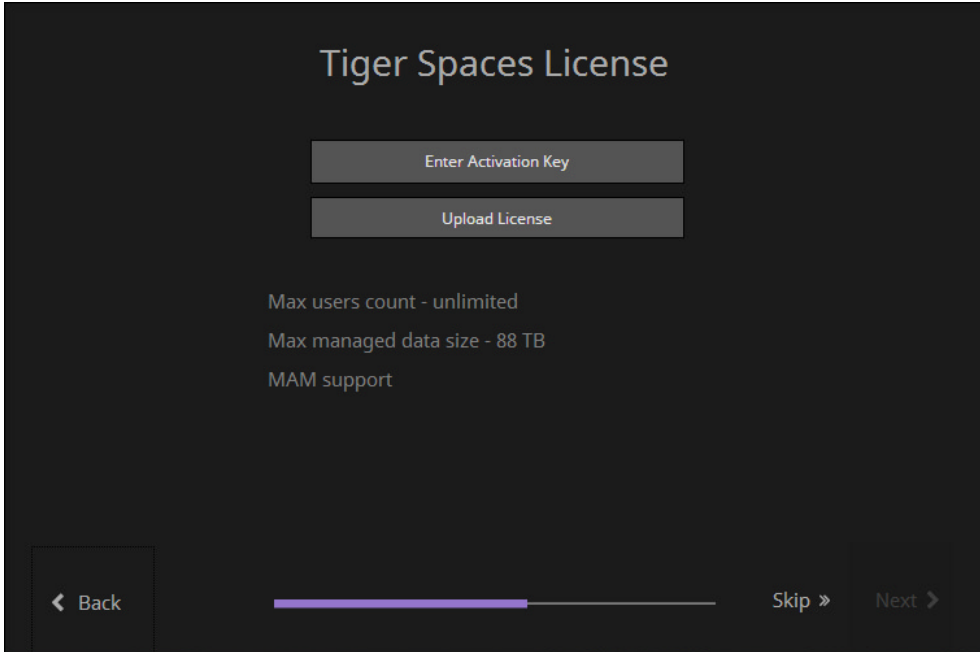 Tiger Spaces License
Enter Activation Key
Upload License
Max users count - unlimited
Max managed data size - 88 TB
MAM support
Back
Skip »
Next